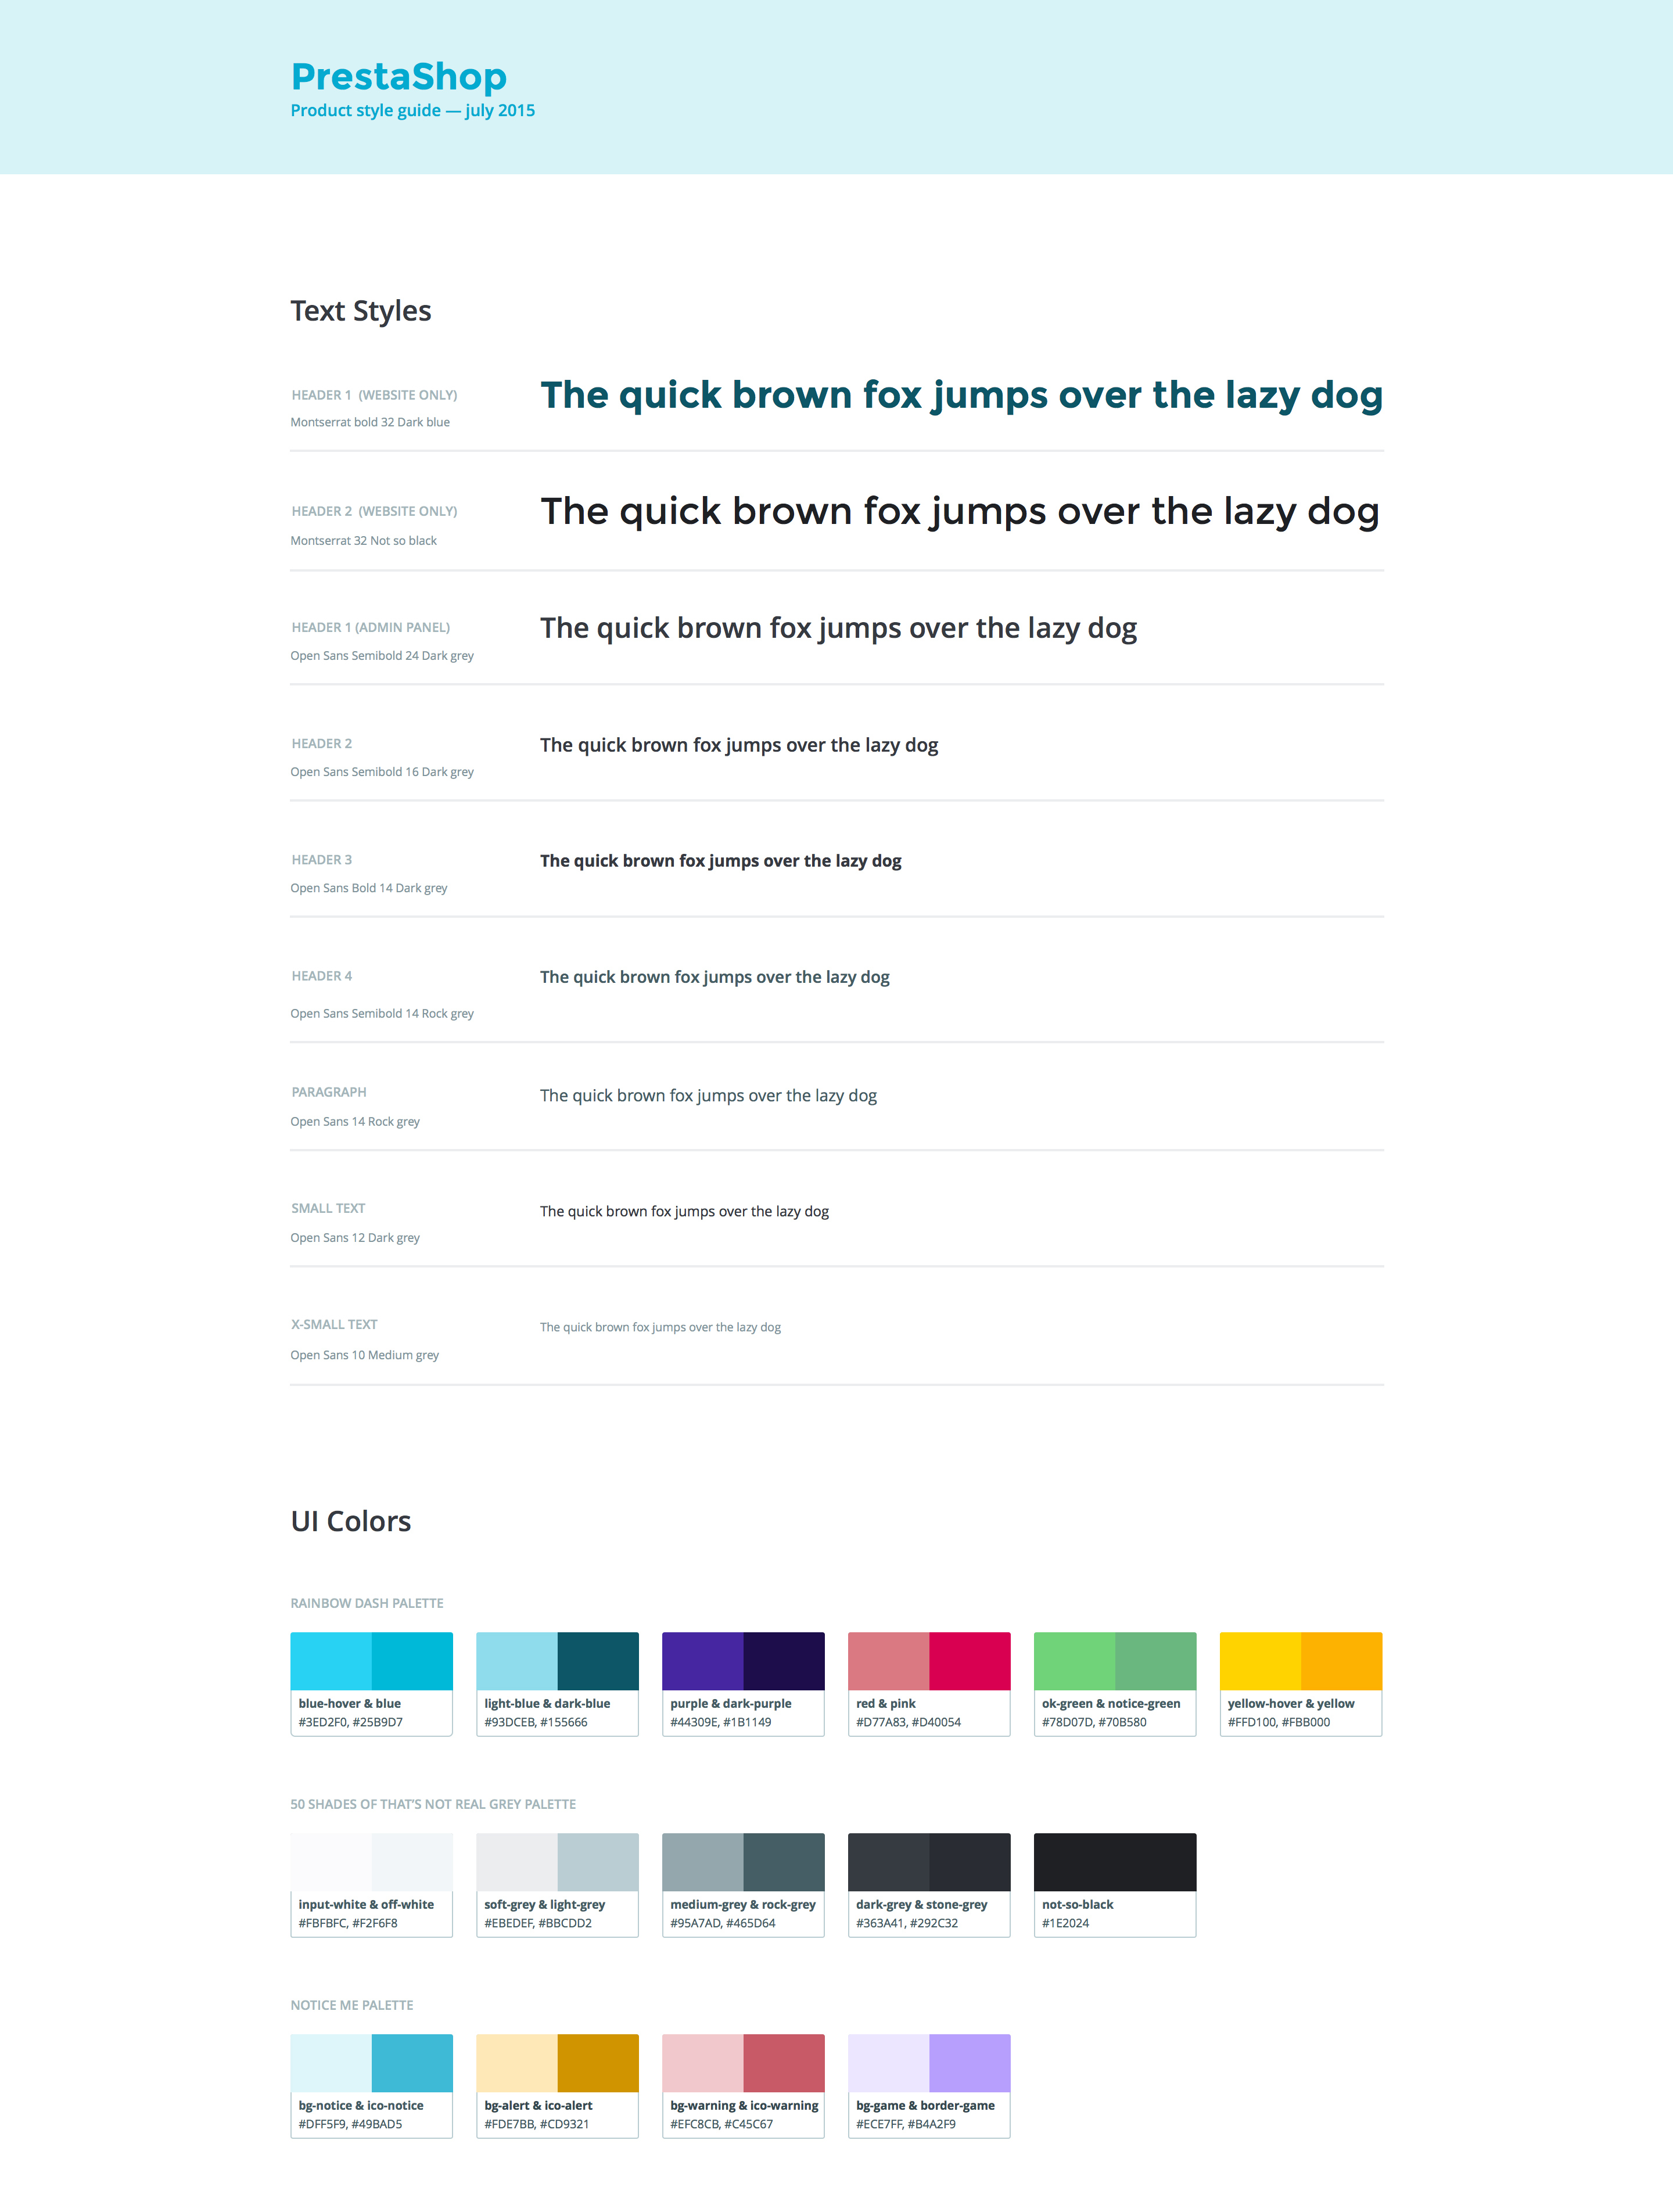 PrestaShop
Product style guide — july 2015
Text Styles
HEADER 1 (WEBSITE ONLY)
Montserrat bold 32 Dark blue
The quick brown fox jumps over the lazy dog
HEADER 2 (WEBSITE ONLY)
Montserrat 32 Not so black
The quick brown fox jumps over the lazy dog
HEADER 1 (ADMIN PANEL)
Open Sans Semibold 24 Dark grey
The quick brown fox jumps over the lazy dog
HEADER 2
Open Sans Semibold 16 Dark grey
The quick brown fox jumps over the lazy dog
HEADER 3
Open Sans Bold 14 Dark grey
The quick brown fox jumps over the lazy dog
HEADER 4
Open Sans Semibold 14 Rock grey
The quick brown fox jumps over the lazy dog
PARAGRAPH
Open Sans 14 Rock grey
The quick brown fox jumps over the lazy dog
SMALL TEXT
Open Sans 12 Dark grey
The quick brown fox jumps over the lazy dog
X-SMALL TEXT
Open Sans 10 Medium grey
The quick brown fox jumps over the lazy dog
UI Colors
RAINBOW DASH PALETTE
blue-hover & blue
#3ED2F0, #25B9D7
light-blue & dark-blue
#93DCEB, #155666
purple & dark-purple
#44309E, #1B1149
red & pink
#D77A83, #D40054
ok-green & notice-green
#78D07D, #70B580
yellow-hover & yellow
#FFD100, #FBB000
50 SHADES OF THAT'S NOT REAL GREY PALETTE
input-white & off-white
#FBFBFC, #F2F6F8
soft-grey & light-grey
#EBEDEF, #BBCDD2
medium-grey & rock-grey
#95A7AD, #465D64
dark-grey & stone-grey
#363A41, #292C32
not-so-black
#1E2024
NOTICE ME PALETTE
bg-notice & ico-notice
#DFF5F9, #49BAD5
bg-alert & ico-alert
#FDE7BB, #CD9321
bg-warning & ico-warning
#EFC8CB, #C45C67
bg-game & border-game
#ECE7FF, #B4A2F9